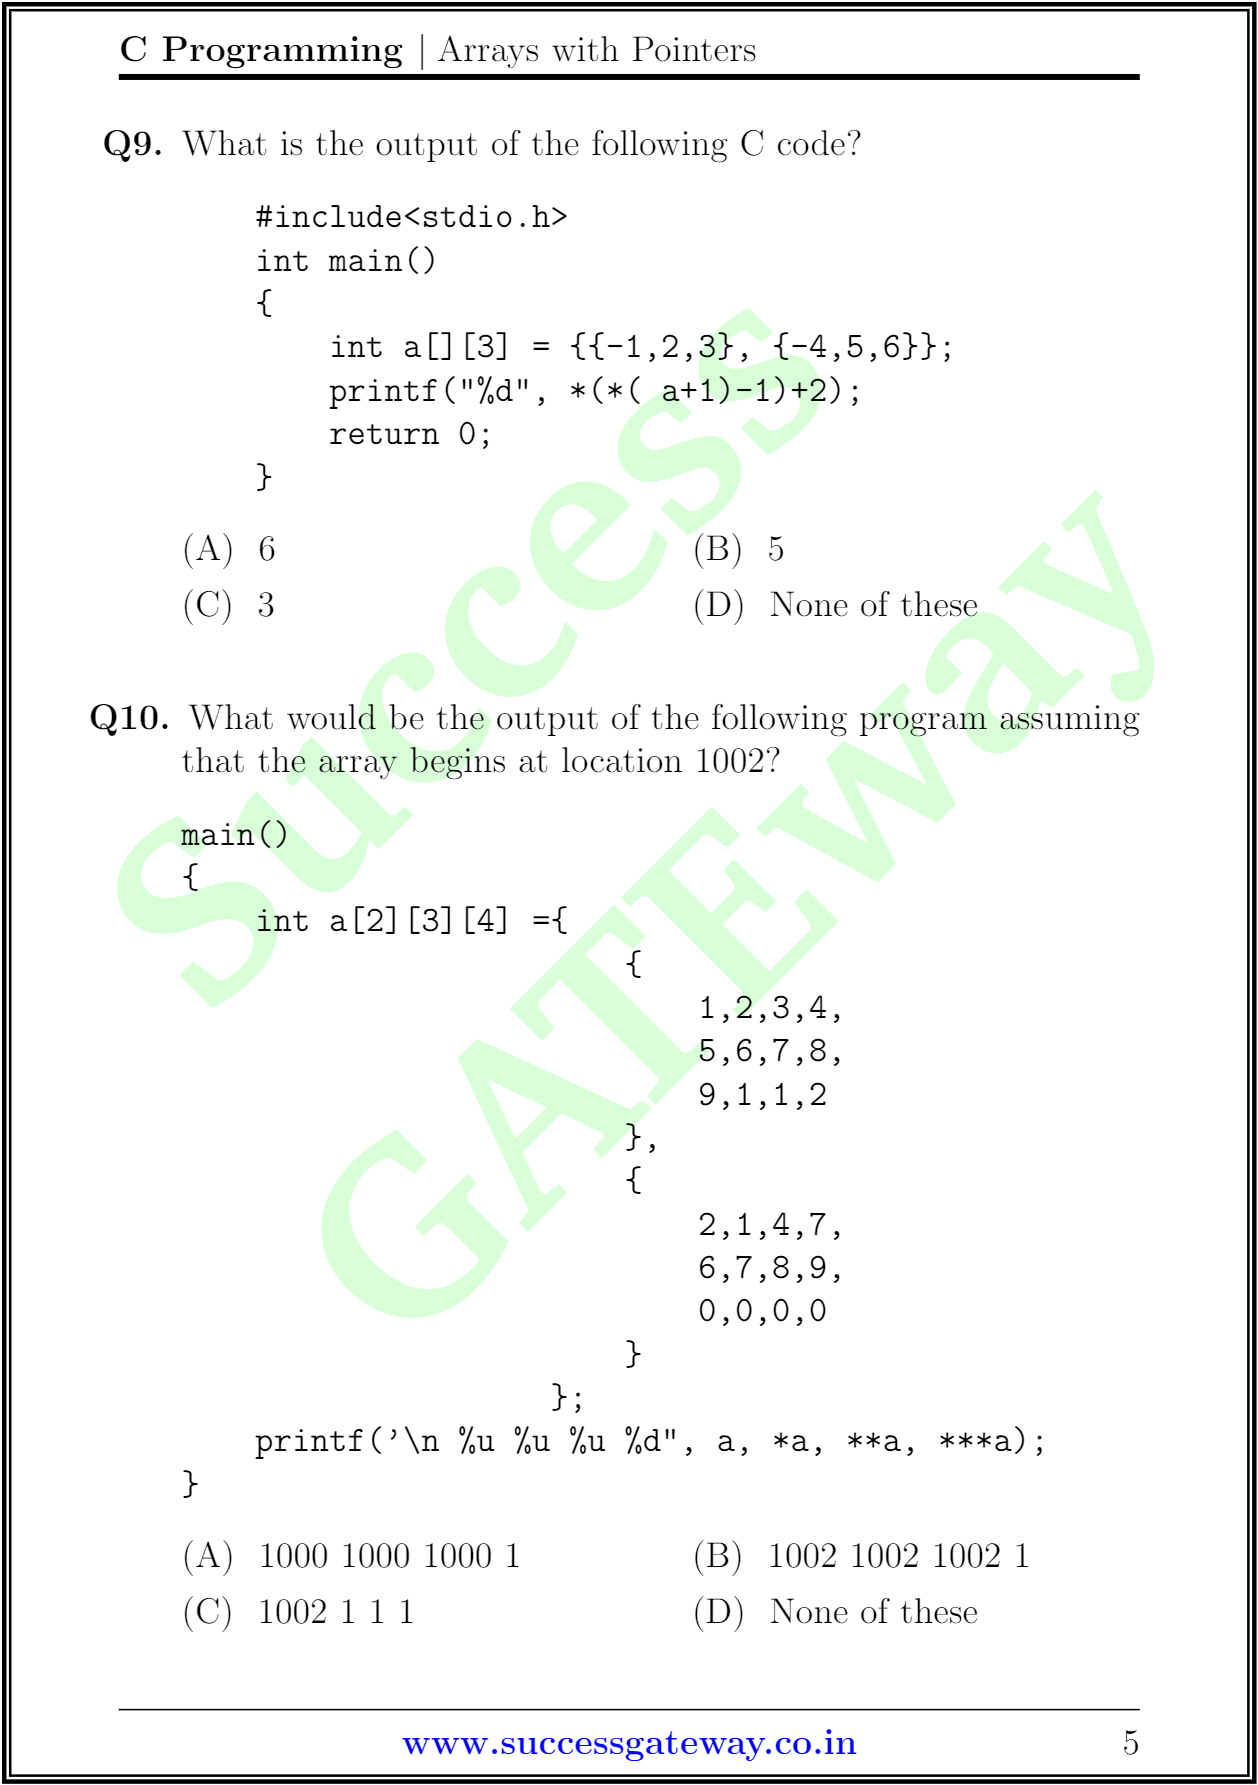 C Programming | Arrays with Pointers
Q9. What is the output of the following C code?
#include<stdio.h>
int main()
{
    int a[][3] = {{-1,2,3}, {-4,5,6}};
    printf("%d", *(*( a+1)-1)+2);
    return 0;
}
(A) 6 (B) 5
(C) 3 (D) None of these
Q10. What would be the output of the following program assuming
that the array begins at location 1002?
main()
{
    int a[2][3][4] ={
                    {
                        1,2,3,4,
                        5,6,7,8,
                        9,1,1,2
                    },
                    {
                        2,1,4,7,
                        6,7,8,9,
                        0,0,0,0
                    }
                };
    printf(’\n %u %u %u %d", a, *a, **a, ***a);
}
(A) 1000 1000 1000 1 (B) 1002 1002 1002 1
(C) 1002 1 1 1 (D) None of these
www.successgateway.co.in 5
Success
GATEway